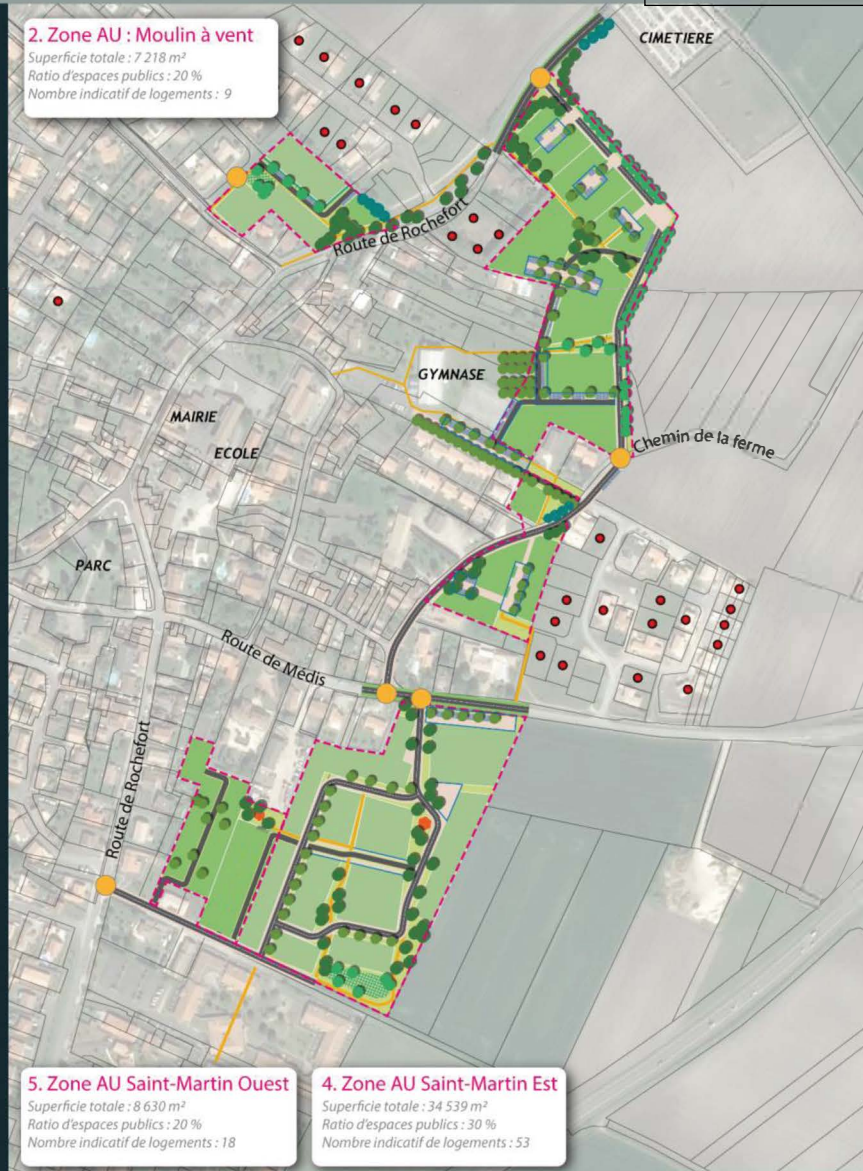 2. Zone AU : Moulin à vent
Superficie totale : 7 218 m²
Ratio d'espaces publics : 20 %
Nombre indicatif de logements : 9
CIMETIERE
Route de Rochefort
GYMNASE
MAIRIE
ECOLE
Chemin de la ferme
PARC
Route de Médis
Route de Rochefort
5. Zone AU Saint-Martin Ouest
Superficie totale : 8 630 m²
Ratio d'espaces publics : 20 %
Nombre indicatif de logements : 18
4. Zone AU Saint-Martin Est
Superficie totale : 34 539 m²
Ratio d'espaces publics : 30 %
Nombre indicatif de logements : 53